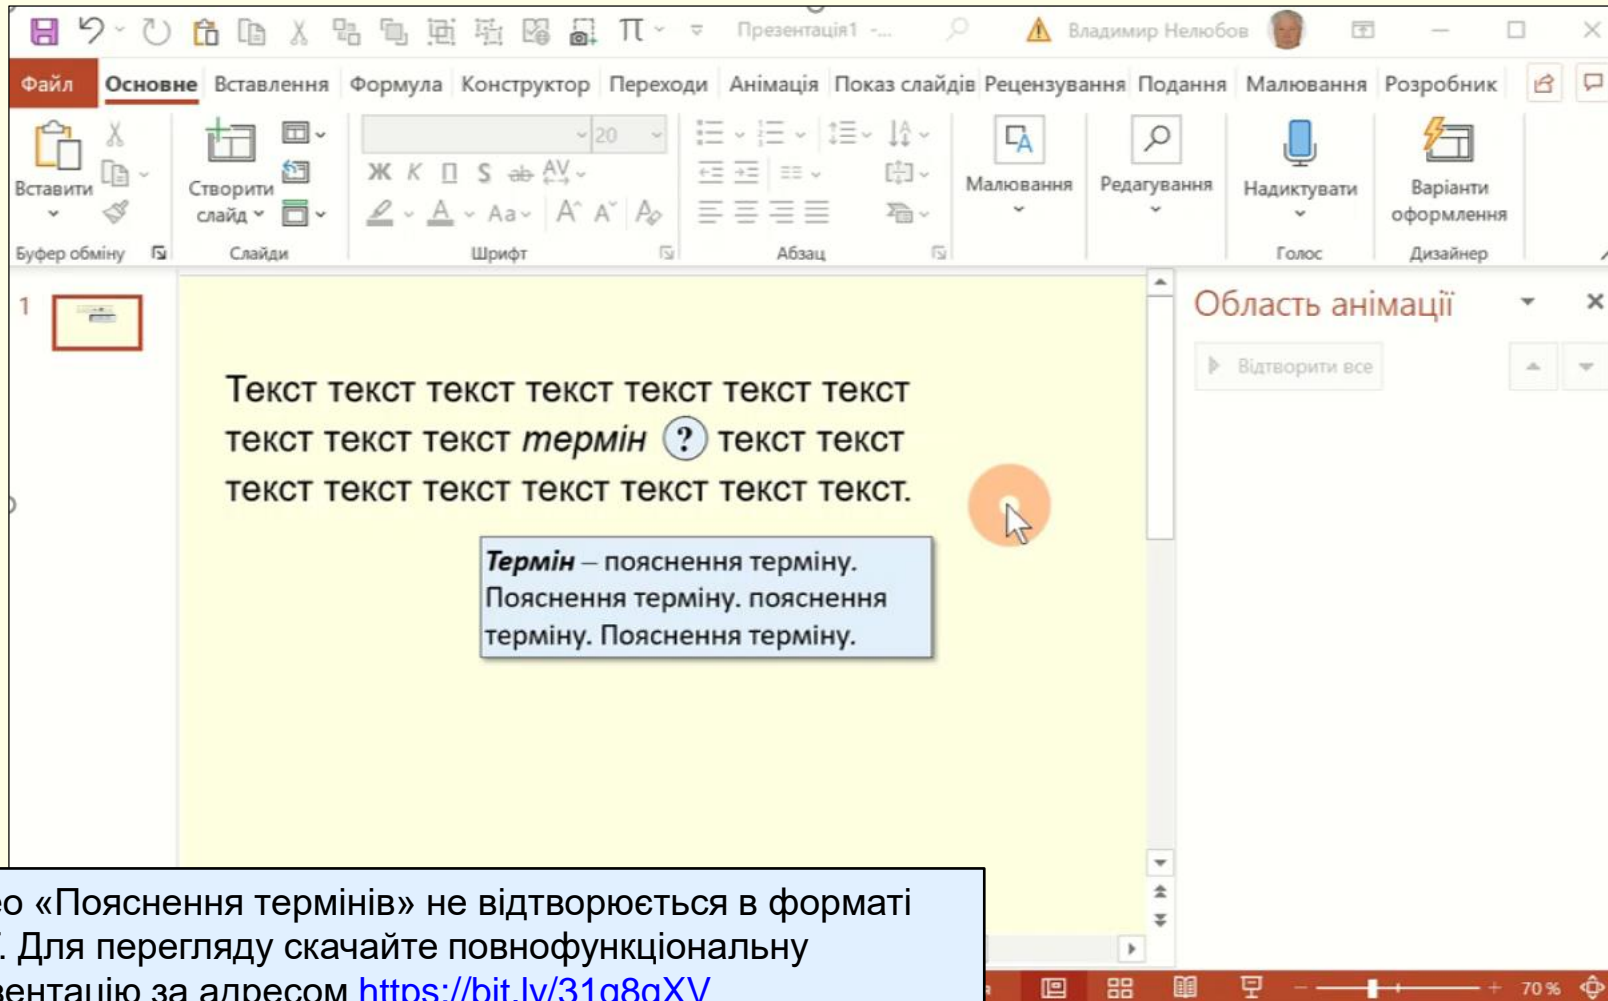 Презентація1 -...
Владимир Нелюбов
Файл Основне Вставлення Формула Конструктор Переходи Анімація Показ слайдів Рецензування Подання Малювання Розробник
20
Ж К П S ab AV
Aa A A A
Вставити
Створити слайд
Малювання
Редагування
Надиктувати
Варіанти оформлення
Буфер обміну Слайди Шрифт Абзац Голос Дизайнер
1
Область анімації
Відтворити все
Текст текст текст текст текст текст текст
текст текст текст термін ? текст текст
текст текст текст текст текст текст текст.
Термін – пояснення терміну.
Пояснення терміну. пояснення
терміну. Пояснення терміну.
«Пояснення термінів» не відтворюється в форматі
Для перегляду скачайте повнофункціональну
за адресом https://bit.ly/31g8gXV
70 %